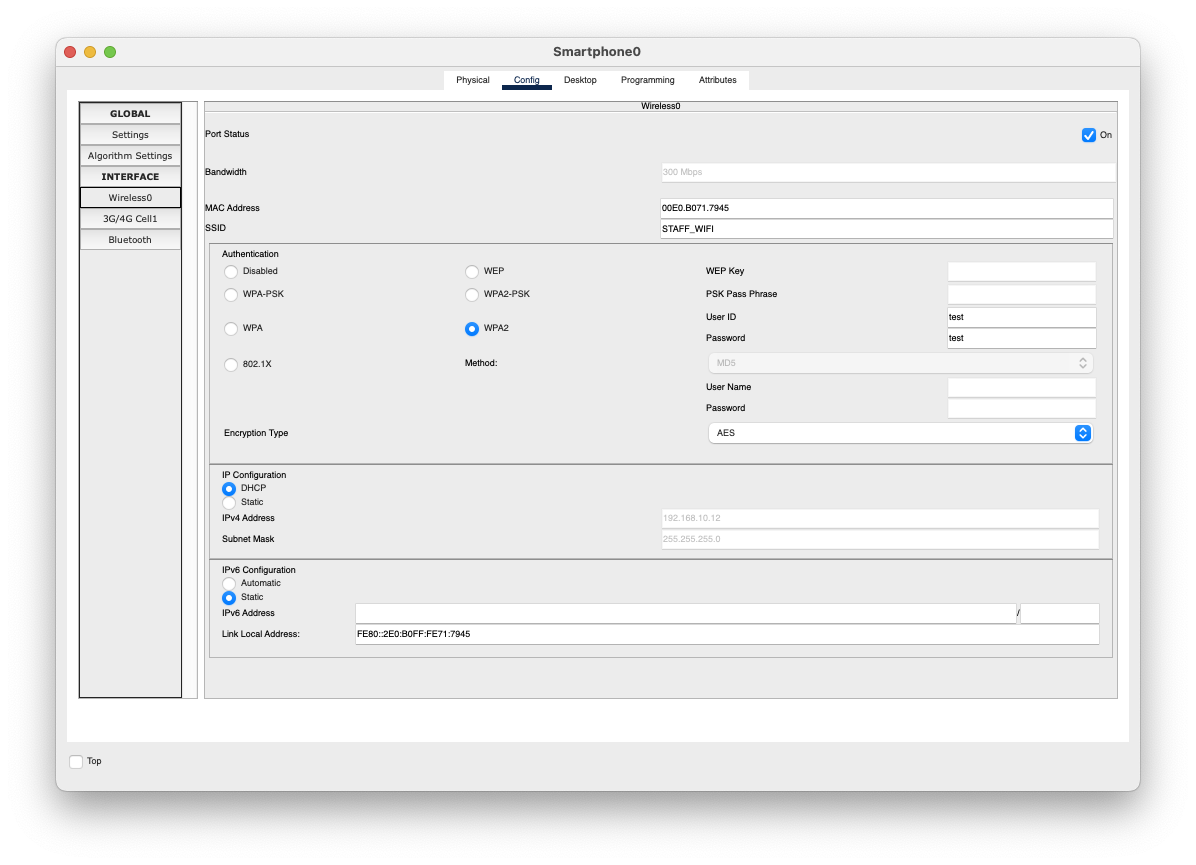 Smartphone0
Physical Config Desktop Programming Attributes
GLOBAL
Settings
Algorithm Settings
INTERFACE
Wireless0
3G/4G Cell1
Bluetooth
Wireless0
Port Status On
Bandwidth 300 Mbps
MAC Address 00E0.B071.7945
SSID STAFF_WIFI
Authentication
Disabled WEP WEP Key
WPA-PSK WPA2-PSK PSK Pass Phrase
User ID test
WPA WPA2
Password test
802.1X Method: MD5
User Name
Password
Encryption Type AES
IP Configuration
DHCP
Static
IPv4 Address 192.168.10.12
Subnet Mask 255.255.255.0
IPv6 Configuration
Automatic
Static
IPv6 Address /
Link Local Address: FE80::2E0:B0FF:FE71:7945
Top